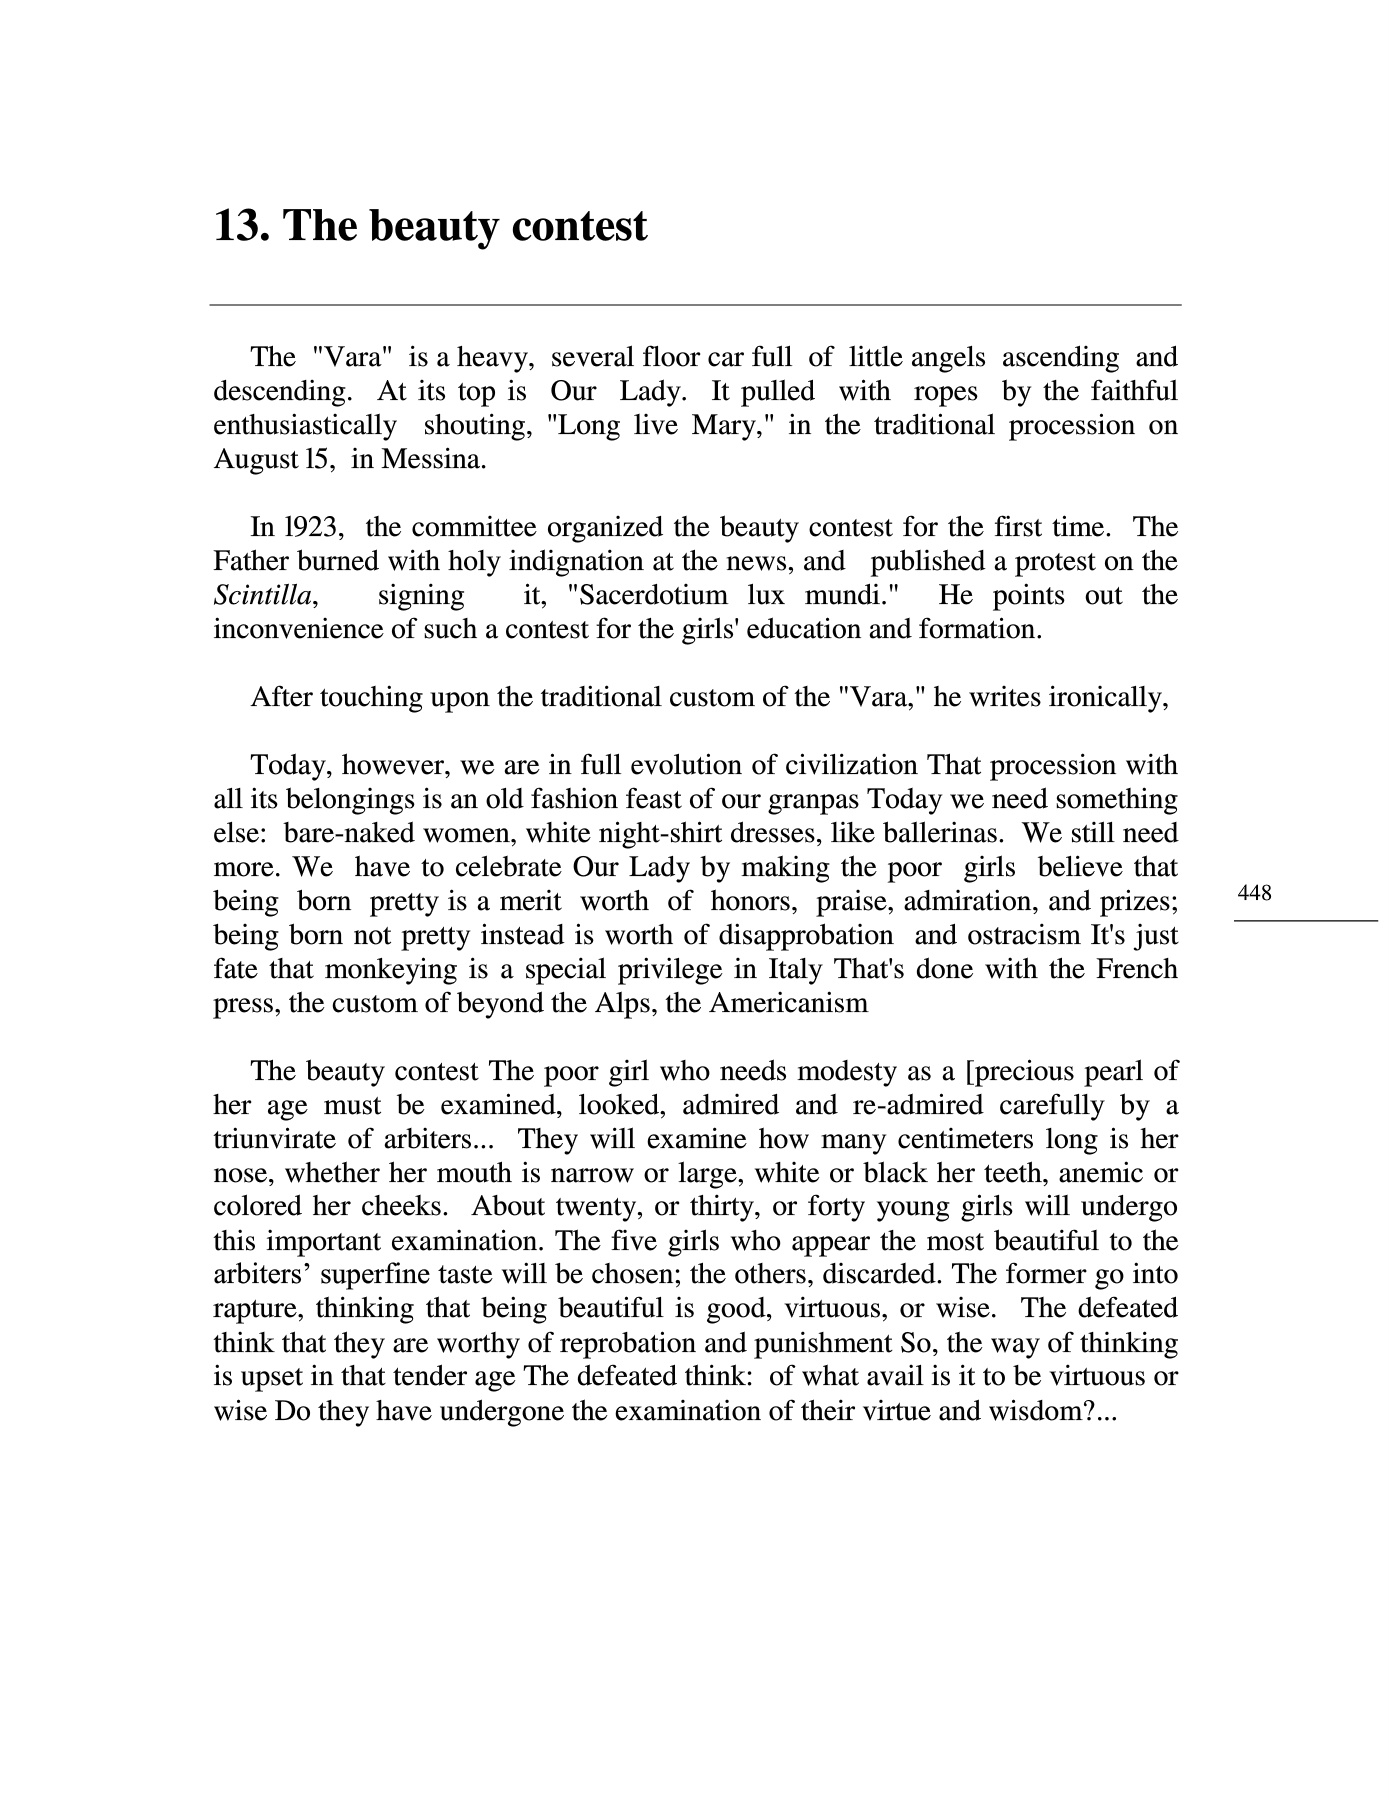 13. The beauty contest
The "Vara" is a heavy, several floor car full of little angels ascending and
descending. At its top is Our Lady. It pulled with ropes by the faithful
enthusiastically shouting, "Long live Mary," in the traditional procession on
August l5, in Messina.
In l923, the committee organized the beauty contest for the first time. The
Father burned with holy indignation at the news, and published a protest on the
Scintilla, signing it, "Sacerdotium lux mundi." He points out the
inconvenience of such a contest for the girls' education and formation.
After touching upon the traditional custom of the "Vara," he writes ironically,
Today, however, we are in full evolution of civilization That procession with
all its belongings is an old fashion feast of our granpas Today we need something
else: bare-naked women, white night-shirt dresses, like ballerinas. We still need
more. We have to celebrate Our Lady by making the poor girls believe that
being born pretty is a merit worth of honors, praise, admiration, and prizes;
being born not pretty instead is worth of disapprobation and ostracism It's just
fate that monkeying is a special privilege in Italy That's done with the French
press, the custom of beyond the Alps, the Americanism
448
The beauty contest The poor girl who needs modesty as a [precious pearl of
her age must be examined, looked, admired and re-admired carefully by a
triunvirate of arbiters... They will examine how many centimeters long is her
nose, whether her mouth is narrow or large, white or black her teeth, anemic or
colored her cheeks. About twenty, or thirty, or forty young girls will undergo
this important examination. The five girls who appear the most beautiful to the
arbiters’ superfine taste will be chosen; the others, discarded. The former go into
rapture, thinking that being beautiful is good, virtuous, or wise. The defeated
think that they are worthy of reprobation and punishment So, the way of thinking
is upset in that tender age The defeated think: of what avail is it to be virtuous or
wise Do they have undergone the examination of their virtue and wisdom?...